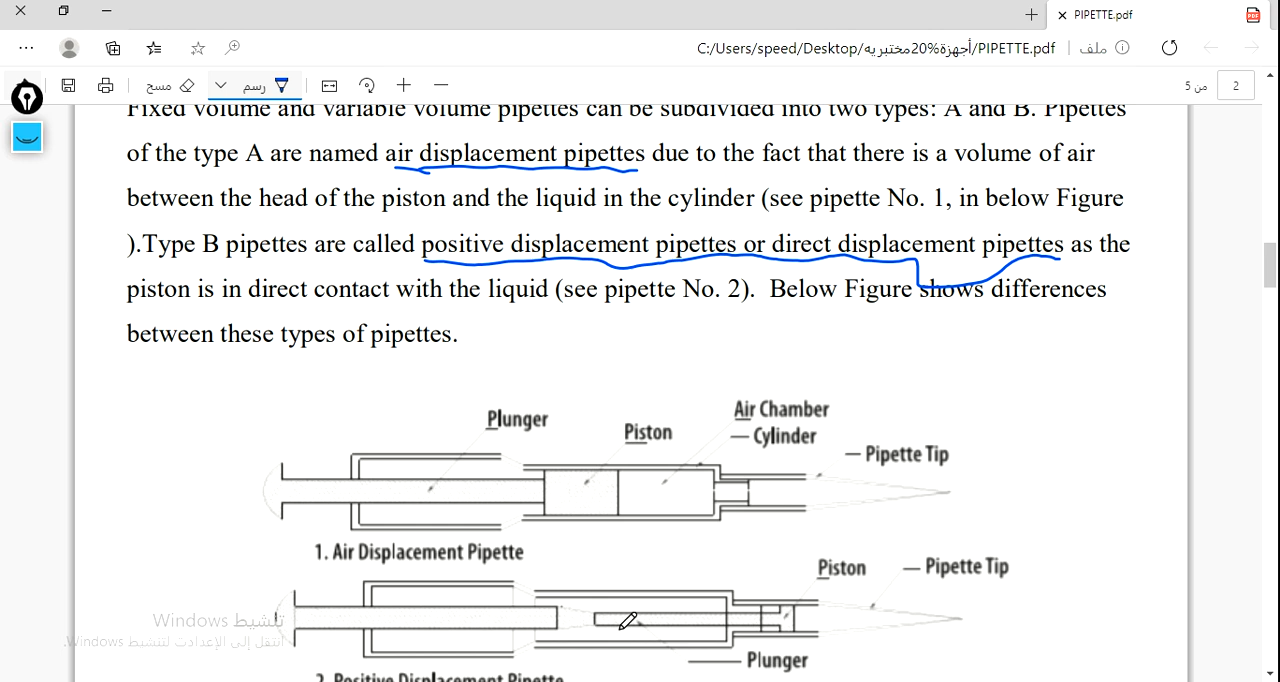 PIPETTE.pdf
C:/Users/speed/Desktop/أجهزة%20مختبريه/PIPETTE.pdf
ملف
مسح
رسم
2
من 5
Fixed volume and variable volume pipettes can be subdivided into two types: A and B. Pipettes
of the type A are named air displacement pipettes due to the fact that there is a volume of air
between the head of the piston and the liquid in the cylinder (see pipette No. 1, in below Figure
).Type B pipettes are called positive displacement pipettes or direct displacement pipettes as the
piston is in direct contact with the liquid (see pipette No. 2). Below Figure shows differences
between these types of pipettes.
Plunger
Piston
Air Chamber
Cylinder
Pipette Tip
1. Air Displacement Pipette
Piston
Pipette Tip
Plunger
2. Positive Displacement Pipette
تنشيط Windows
انتقل إلى الإعدادات لتنشيط Windows.